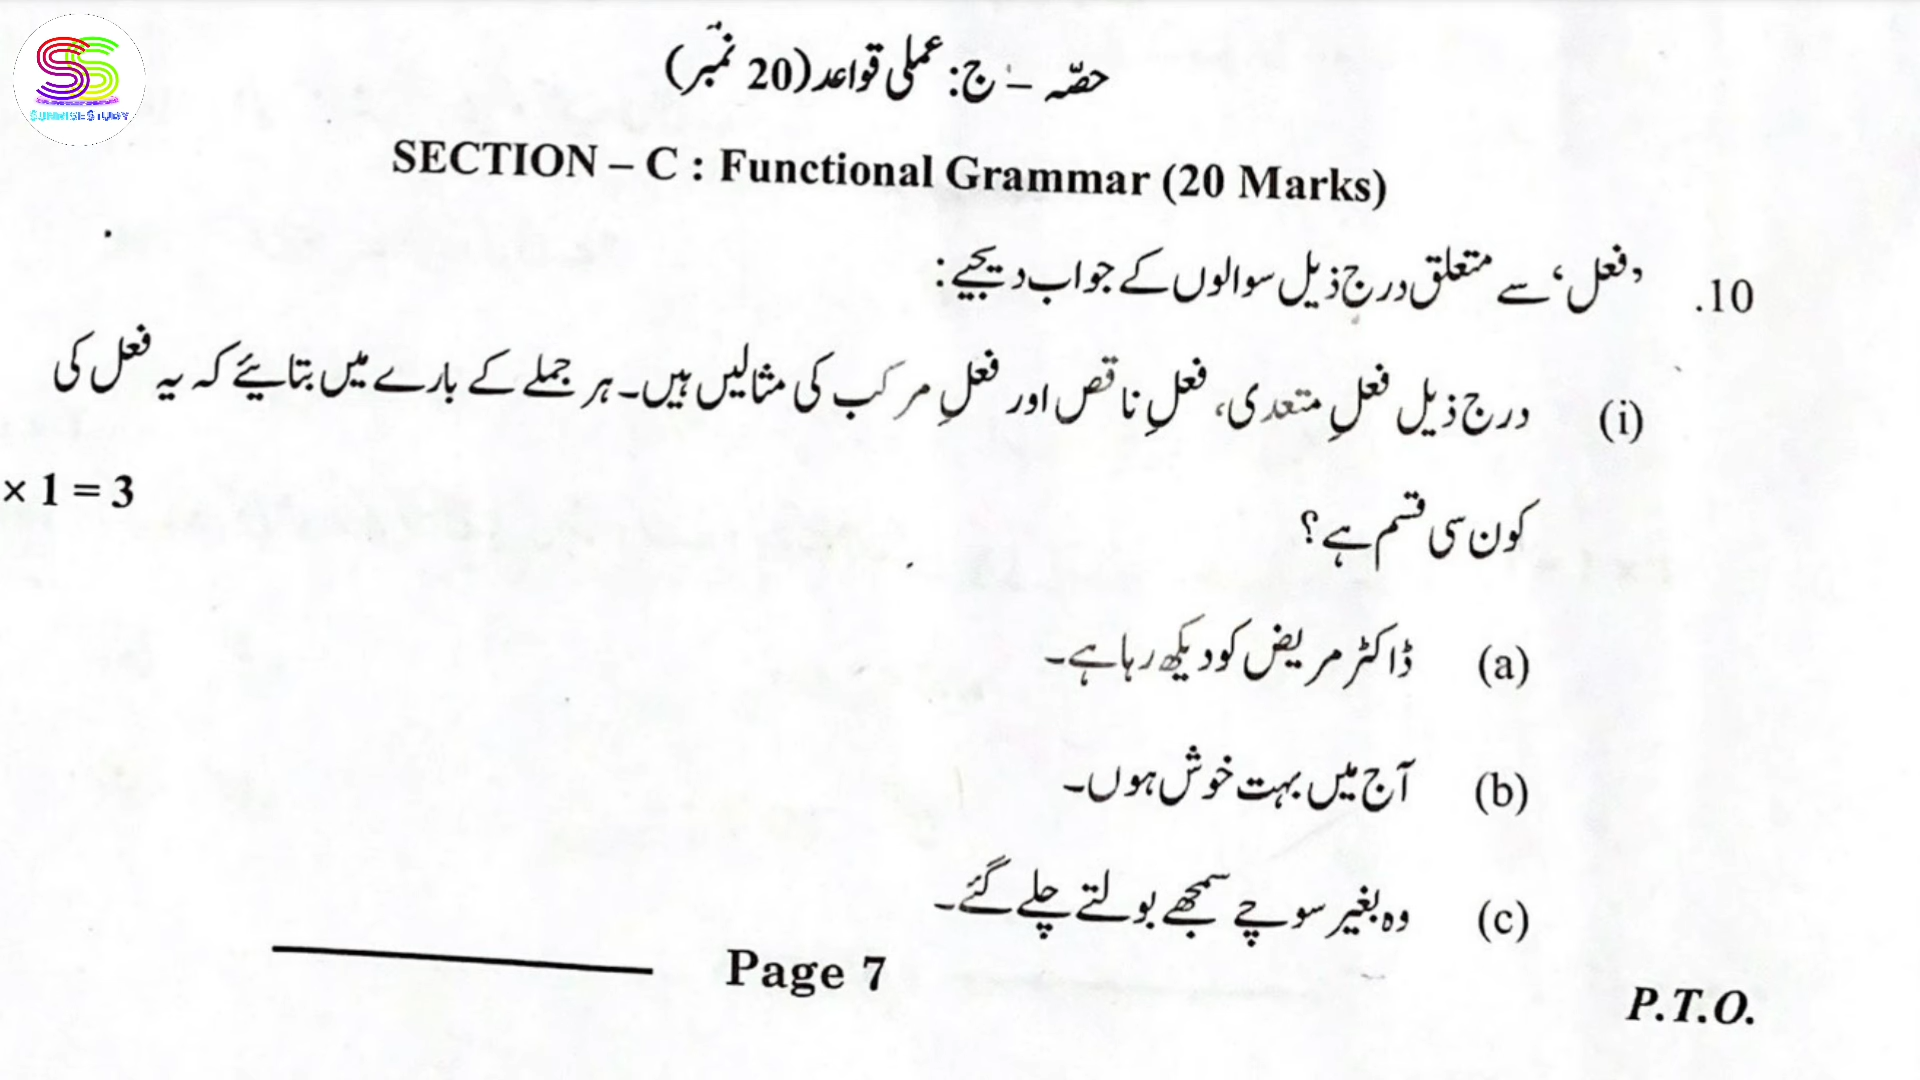 SUNRISESTUDY
حصّہ – ج: عملی قواعد (20 نمبر)
SECTION – C : Functional Grammar (20 Marks)
10. ’فعل‘ سے متعلق درج ذیل سوالوں کے جواب دیجیے:
(i) درج ذیل فعلِ متعدی، فعلِ ناقص اور فعلِ مرکب کی مثالیں ہیں۔ ہر جملے کے بارے میں بتایئے کہ یہ فعل کی
کون سی قسم ہے؟ × 1 = 3
(a) ڈاکٹر مریض کو دیکھ رہا ہے۔
(b) آج میں بہت خوش ہوں۔
(c) وہ بغیر سوچے سمجھے بولتے چلے گئے۔
Page 7
P.T.O.